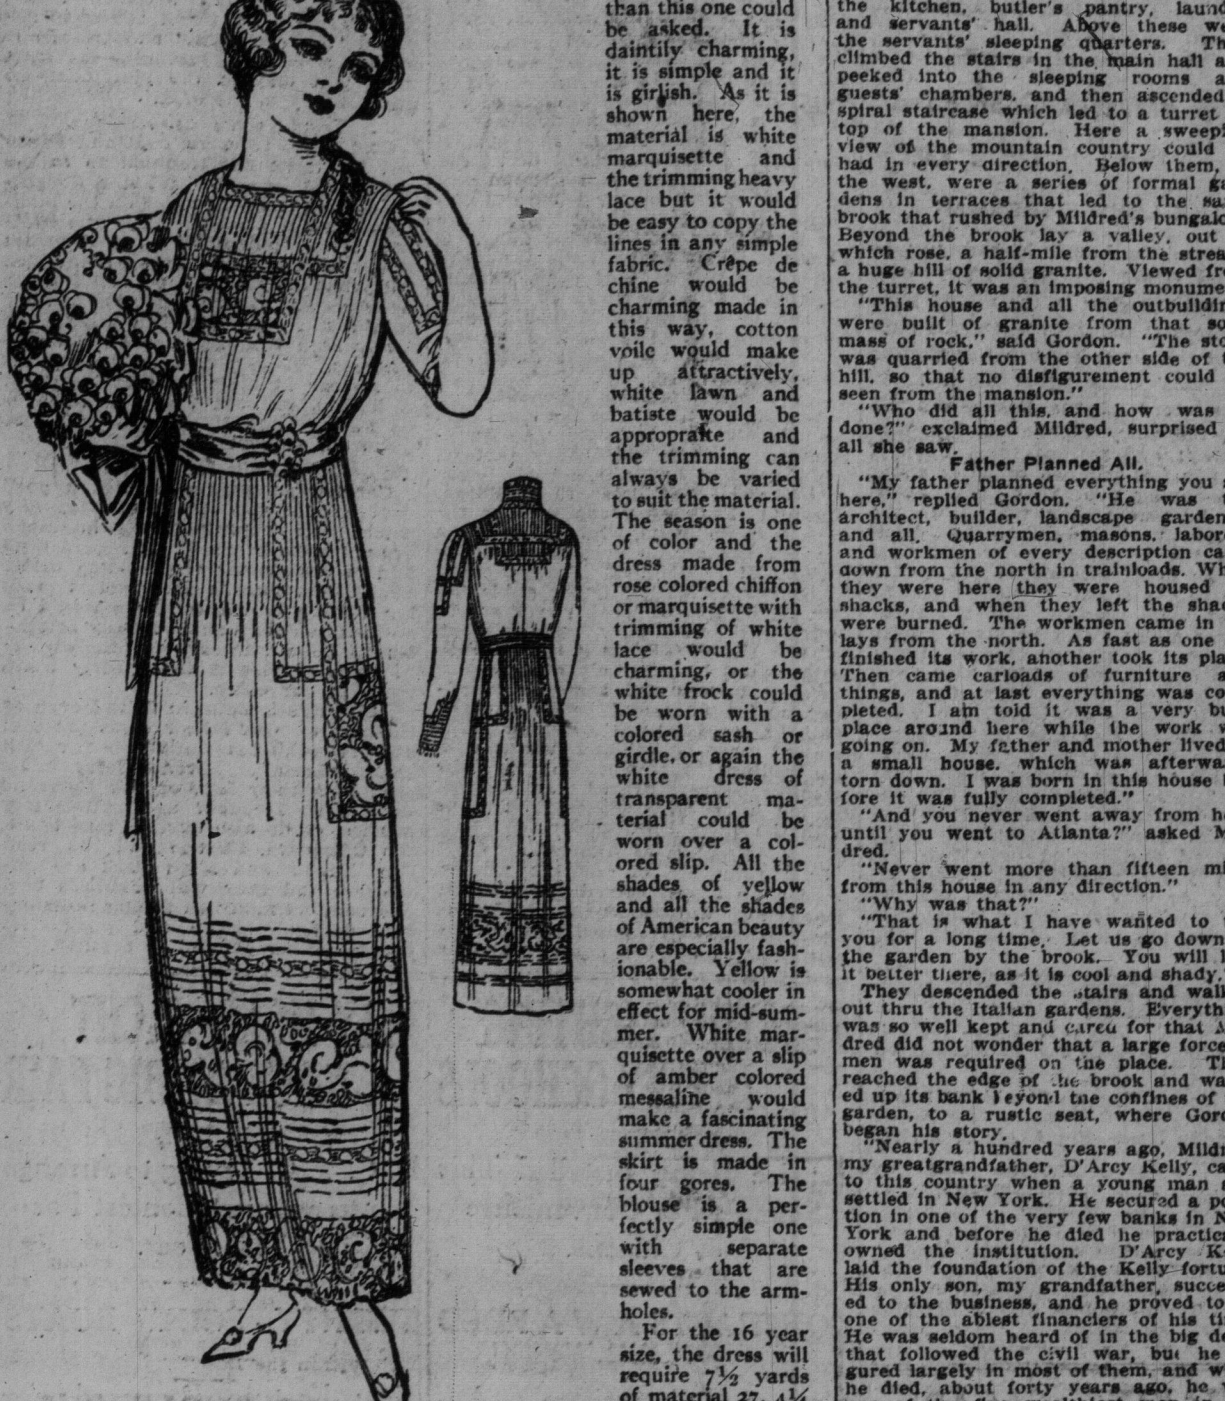 than this one could
be asked. It is
daintily charming,
it is simple and it
is girlish. As it is
shown here, the
material is white
marquisette and
the trimming heavy
lace but it would
be easy to copy the
lines in any simple
fabric. Crêpe de
chine would be
charming made in
this way, cotton
voile would make
up attractively,
white lawn and
batiste would be
appropraite and
the trimming can
always be varied
to suit the material.
The season is one
of color and the
dress made from
rose colored chiffon
or marquisette with
trimming of white
lace would be
charming, or the
white frock could
be worn with a
colored sash or
girdle, or again the
white dress of
transparent ma-
terial could be
worn over a col-
ored slip. All the
shades of yellow
and all the shades
of American beauty
are especially fash-
ionable. Yellow is
somewhat cooler in
effect for mid-sum-
mer. White mar-
quisette over a slip
of amber colored
messaline would
make a fascinating
summer dress. The
skirt is made in
four gores. The
blouse is a per-
fectly simple one
with separate
sleeves that are
sewed to the arm-
holes.
For the 16 year
size, the dress will
require 7½ yards
of material 27, 4¼
the kitchen, butler's pantry,
and servants' hall. Above these
the servants' sleeping quarters.
climbed the stairs in the main hall
peeked into the sleeping rooms
guests' chambers, and then ascended
spiral staircase which led to a turret
top of the mansion. Here a
view of the mountain country could
had in every direction. Below them,
the west, were a series of formal
dens in terraces that led to the
brook that rushed by Mildred's
Beyond the brook lay a valley, out
which rose, a half-mile from the
a huge hill of solid granite. Viewed
the turret, it was an imposing
"This house and all the
were built of granite from that
mass of rock," said Gordon. "The
was quarried from the other side of
hill, so that no disfigurement could
seen from the mansion."
"Who did all this, and how was
done?" exclaimed Mildred, surprised
all she saw.
Father Planned All.
"My father planned everything you
here," replied Gordon. "He was
architect, builder, landscape
and all. Quarrymen, masons,
and workmen of every description
down from the north in trainloads.
they were here they were housed
shacks, and when they left the
were burned. The workmen came in
lays from the north. As fast as one
finished its work, another took its
Then came carloads of furniture
things, and at last everything was
pleted. I am told it was a very
place around here while the work
going on. My father and mother lived
a small house, which was
torn down. I was born in this house
fore it was fully completed."
"And you never went away from
until you went to Atlanta?" asked
dred.
"Never went more than fifteen
from this house in any direction."
"Why was that?"
"That is what I have wanted to
you for a long time. Let us go down
the garden by the brook. You will
it better there, as it is cool and shady."
They descended the stairs and
out thru the Italian gardens.
was so well kept and cared for that
dred did not wonder that a large force
men was required on the place.
reached the edge of the brook and
ed up its bank beyond the confines of
garden, to a rustic seat, where
began his story.
"Nearly a hundred years ago,
my greatgrandfather, D'Arcy Kelly,
to this country when a young man
settled in New York. He secured a
tion in one of the very few banks in
York and before he died he
owned the institution. D'Arcy
laid the foundation of the Kelly
His only son, my grandfather,
ed to the business, and he proved to
one of the ablest financiers of his
He was seldom heard of in the big
that followed the civil war, but he
gured largely in most of them, and
he died, about forty years ago, he